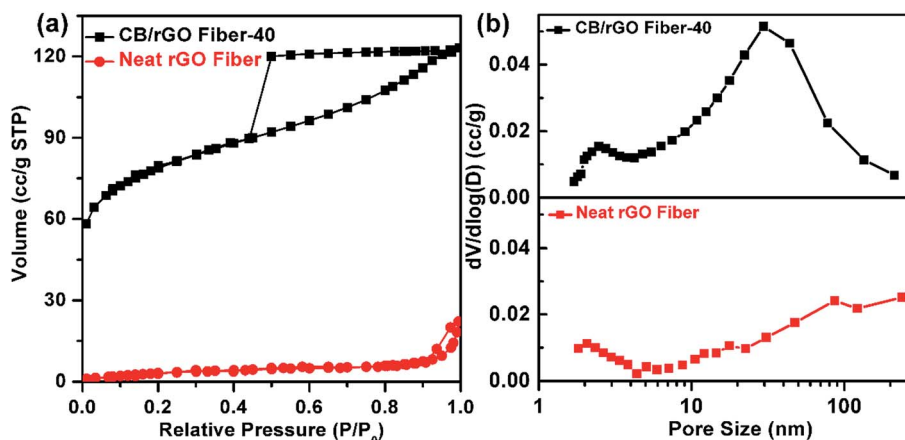 (a)
CB/rGO Fiber-40
Neat rGO Fiber
Volume (cc/g STP)
120
90
60
30
0
0.0 0.2 0.4 0.6 0.8 1.0
Relative Pressure (P/P₀)
(b)
CB/rGO Fiber-40
0.04
0.02
0.00
Neat rGO Fiber
0.04
0.02
0.00
dV/dlog(D) (cc/g)
1 10 100
Pore Size (nm)